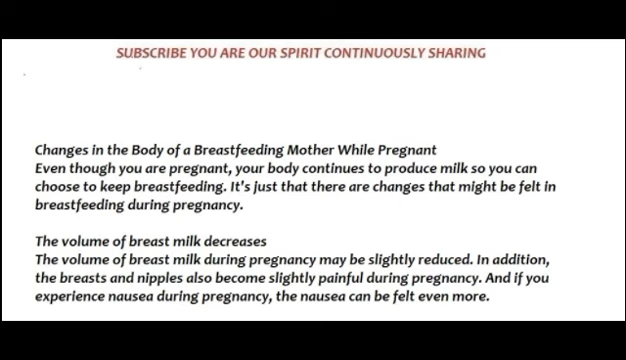 SUBSCRIBE YOU ARE OUR SPIRIT CONTINUOUSLY SHARING
Changes in the Body of a Breastfeeding Mother While Pregnant
Even though you are pregnant, your body continues to produce milk so you can
choose to keep breastfeeding. It's just that there are changes that might be felt in
breastfeeding during pregnancy.
The volume of breast milk decreases
The volume of breast milk during pregnancy may be slightly reduced. In addition,
the breasts and nipples also become slightly painful during pregnancy. And if you
experience nausea during pregnancy, the nausea can be felt even more.